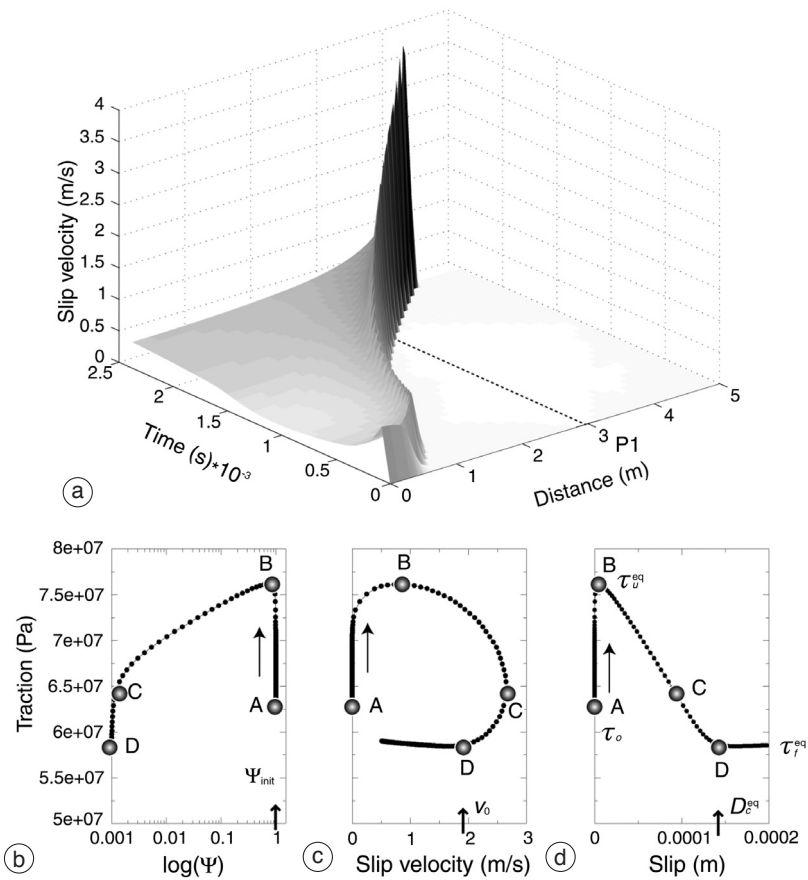 4
3.5
3
2.5
2
1.5
1
0.5
0
Slip velocity (m/s)
2.5
2
1.5
1
0.5
0
Time (s)*10⁻³
0
1
2
3
4
5
P1
Distance (m)
a
8e+07
7.5e+07
7e+07
6.5e+07
6e+07
5.5e+07
5e+07
Traction (Pa)
B
C
A
D
Ψinit
0.001
0.01
0.1
1
log(Ψ)
b
B
A
C
D
v₀
0
1
2
3
Slip velocity (m/s)
c
B
τᵤᵉq
A
C
τₒ
D
τf^eq
Dc^eq
0
0.0001
0.0002
Slip (m)
d